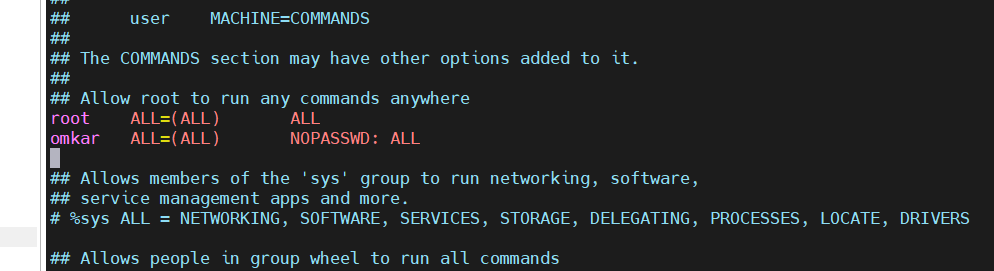 ##
##      user    MACHINE=COMMANDS
##
## The COMMANDS section may have other options added to it.
##
## Allow root to run any commands anywhere
root    ALL=(ALL)       ALL
omkar   ALL=(ALL)       NOPASSWD: ALL
## Allows members of the 'sys' group to run networking, software,
## service management apps and more.
# %sys ALL = NETWORKING, SOFTWARE, SERVICES, STORAGE, DELEGATING, PROCESSES, LOCATE, DRIVERS
## Allows people in group wheel to run all commands